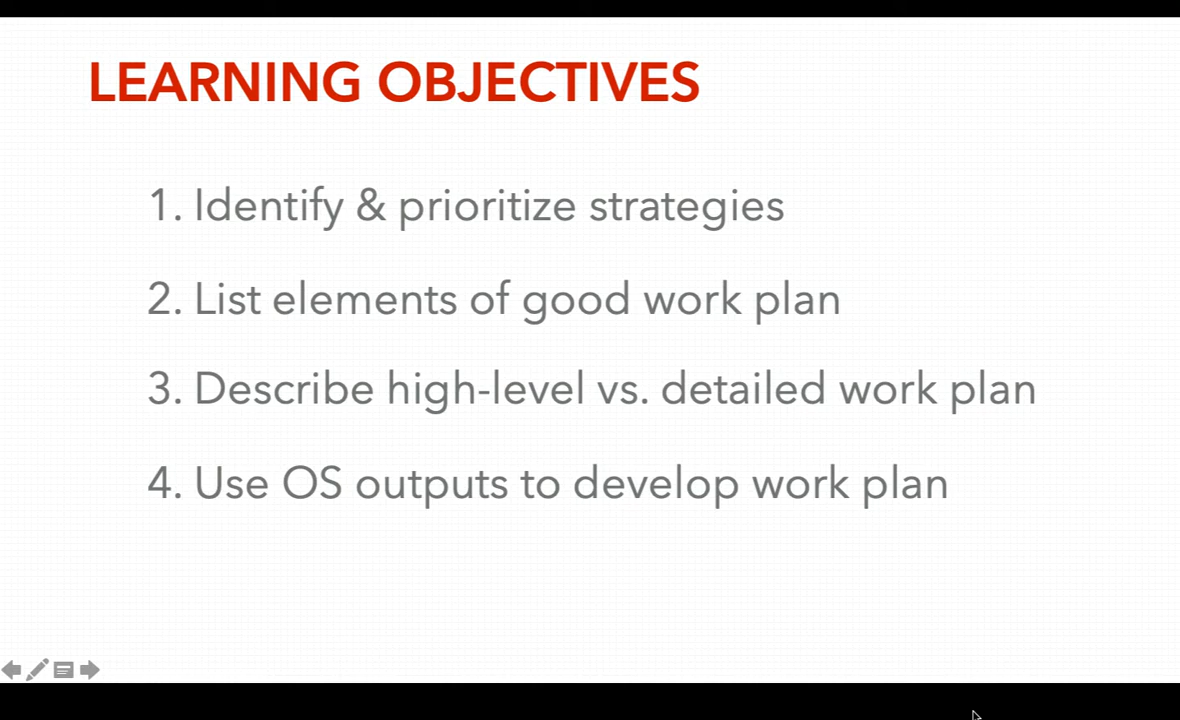 LEARNING OBJECTIVES
1. Identify & prioritize strategies
2. List elements of good work plan
3. Describe high-level vs. detailed work plan
4. Use OS outputs to develop work plan